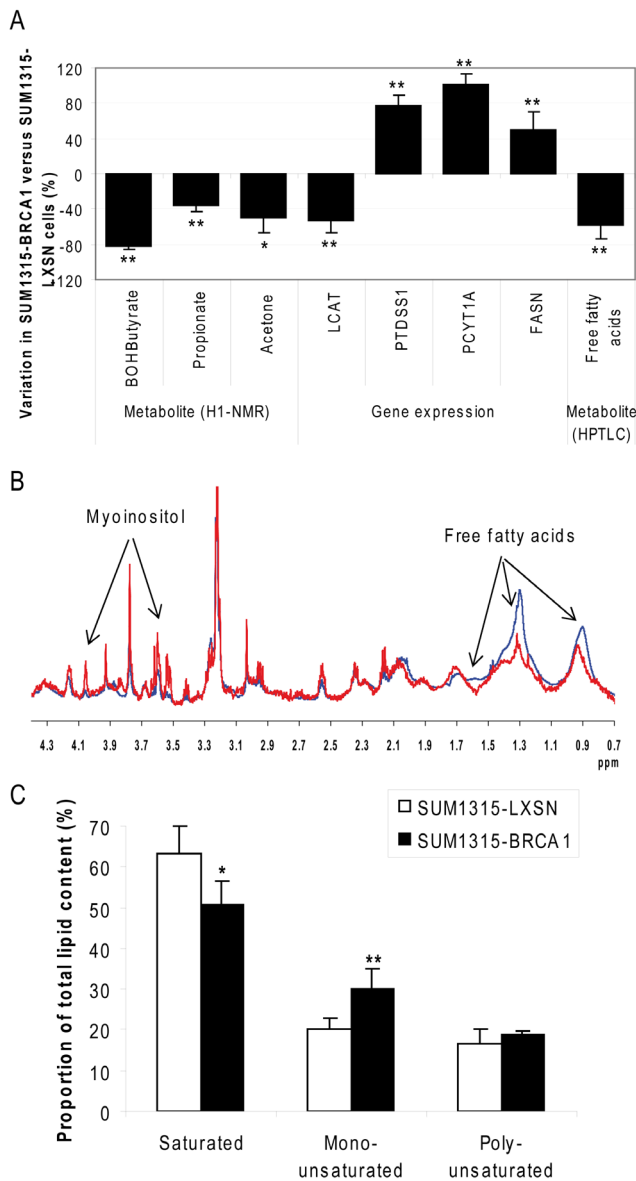 A
Variation in SUM1315-BRCA1 versus SUM1315-
LXSN cells (%)
120
80
40
0
-40
-80
-120
**
**
*
**
**
**
**
**
BOHButyrate
Propionate
Acetone
LCAT
PTDSS1
PCYT1A
FASN
Free fatty
acids
Metabolite (H1-NMR)
Gene expression
Metabolite
(HPTLC)
B
Myoinositol
Free fatty acids
4.3 4.1 3.9 3.7 3.5 3.3 3.1 2.9 2.7 2.5 2.3 2.1 1.9 1.7 1.5 1.3 0.9 0.7
ppm
C
SUM1315-LXSN
SUM1315-BRCA1
Proportion of total lipid content (%)
70
60
50
40
30
20
10
0
*
**
Saturated
Mono-
unsaturated
Poly-
unsaturated